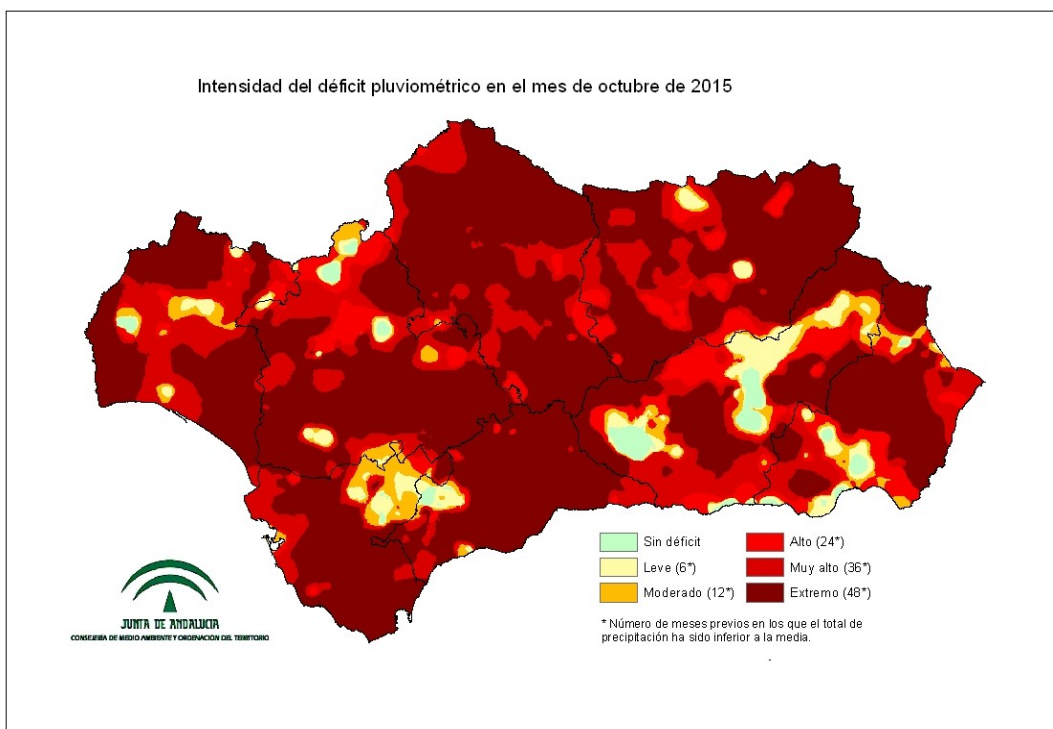 Intensidad del déficit pluviométrico en el mes de octubre de 2015
Sin déficit
Leve (6*)
Moderado (12*)
Alto (24*)
Muy alto (36*)
Extremo (48*)
* Número de meses previos en los que el total de
precipitación ha sido inferior a la media.
JUNTA DE ANDALUCIA
CONSEJERIA DE MEDIO AMBIENTE Y ORDENACION DEL TERRITORIO